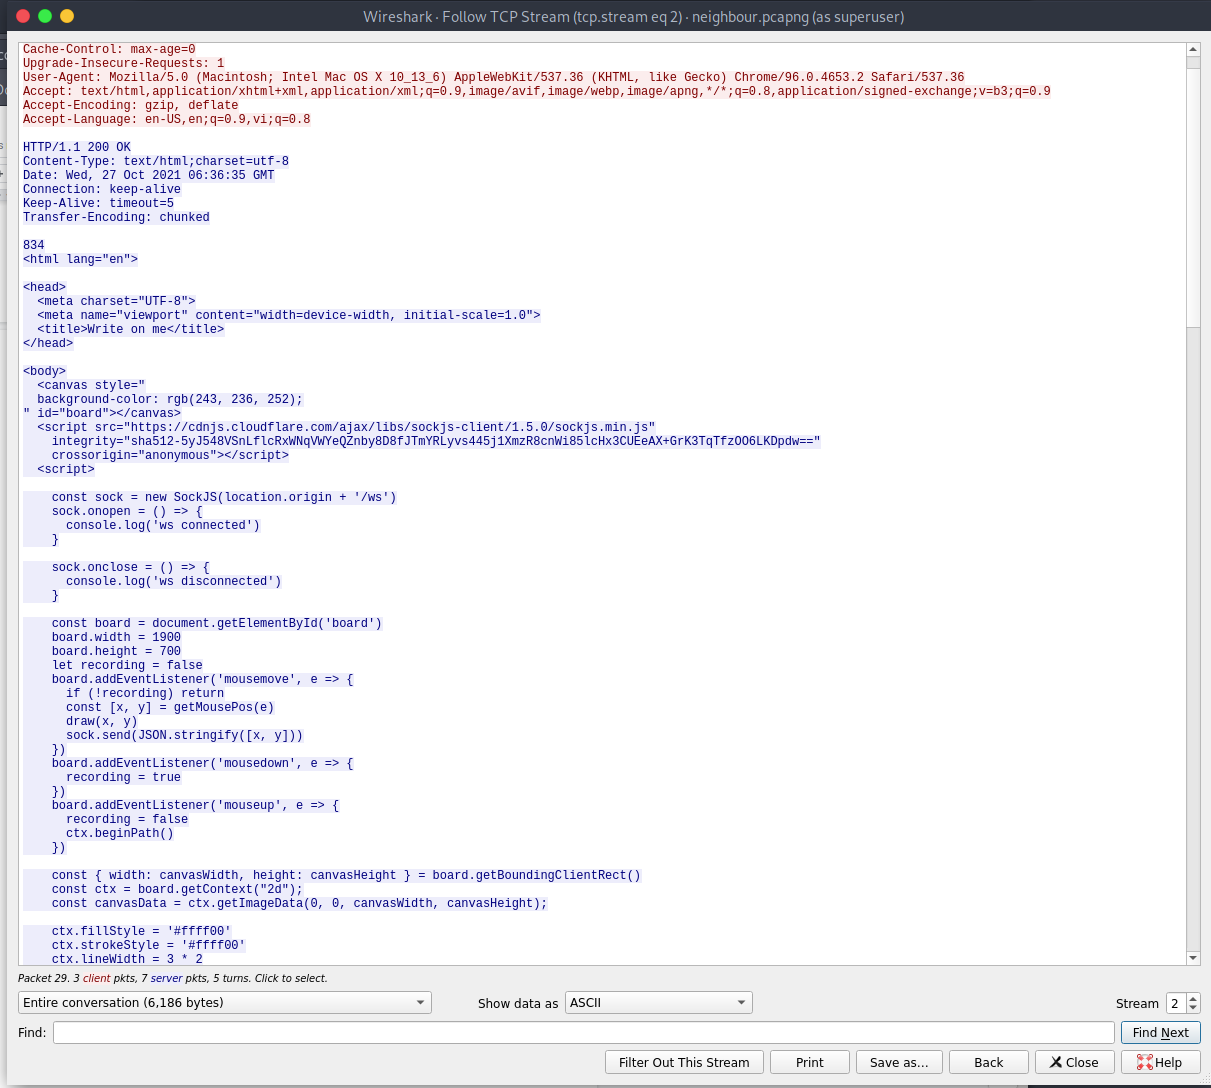 Wireshark · Follow TCP Stream (tcp.stream eq 2) · neighbour.pcapng (as superuser)
Cache-Control: max-age=0
Upgrade-Insecure-Requests: 1
User-Agent: Mozilla/5.0 (Macintosh; Intel Mac OS X 10_13_6) AppleWebKit/537.36 (KHTML, like Gecko) Chrome/96.0.4653.2 Safari/537.36
Accept: text/html,application/xhtml+xml,application/xml;q=0.9,image/avif,image/webp,image/apng,*/*;q=0.8,application/signed-exchange;v=b3;q=0.9
Accept-Encoding: gzip, deflate
Accept-Language: en-US,en;q=0.9,vi;q=0.8
HTTP/1.1 200 OK
Content-Type: text/html;charset=utf-8
Date: Wed, 27 Oct 2021 06:36:35 GMT
Connection: keep-alive
Keep-Alive: timeout=5
Transfer-Encoding: chunked
834
<html lang="en">
<head>
<meta charset="UTF-8">
<meta name="viewport" content="width=device-width, initial-scale=1.0">
<title>Write on me</title>
</head>
<body>
<canvas style="
background-color: rgb(243, 236, 252);
" id="board"></canvas>
<script src="https://cdnjs.cloudflare.com/ajax/libs/sockjs-client/1.5.0/sockjs.min.js"
integrity="sha512-5yJ548VSnLflcRxWNqVWYeQZnby8D8fJTmYRLyvs445j1XmzR8cnWi85lcHx3CUEeAX+GrK3TqTfzOO6LKDpdw=="
crossorigin="anonymous"></script>
<script>
const sock = new SockJS(location.origin + '/ws')
sock.onopen = () => {
console.log('ws connected')
}
sock.onclose = () => {
console.log('ws disconnected')
}
const board = document.getElementById('board')
board.width = 1900
board.height = 700
let recording = false
board.addEventListener('mousemove', e => {
if (!recording) return
const [x, y] = getMousePos(e)
draw(x, y)
sock.send(JSON.stringify([x, y]))
})
board.addEventListener('mousedown', e => {
recording = true
})
board.addEventListener('mouseup', e => {
recording = false
ctx.beginPath()
})
const { width: canvasWidth, height: canvasHeight } = board.getBoundingClientRect()
const ctx = board.getContext("2d");
const canvasData = ctx.getImageData(0, 0, canvasWidth, canvasHeight);
ctx.fillStyle = '#ffff00'
ctx.strokeStyle = '#ffff00'
ctx.lineWidth = 3 * 2
Packet 29. 3 client pkts, 7 server pkts, 5 turns. Click to select.
Entire conversation (6,186 bytes) Show data as ASCII Stream 2
Find: Find Next
Filter Out This Stream Print Save as… Back Close Help